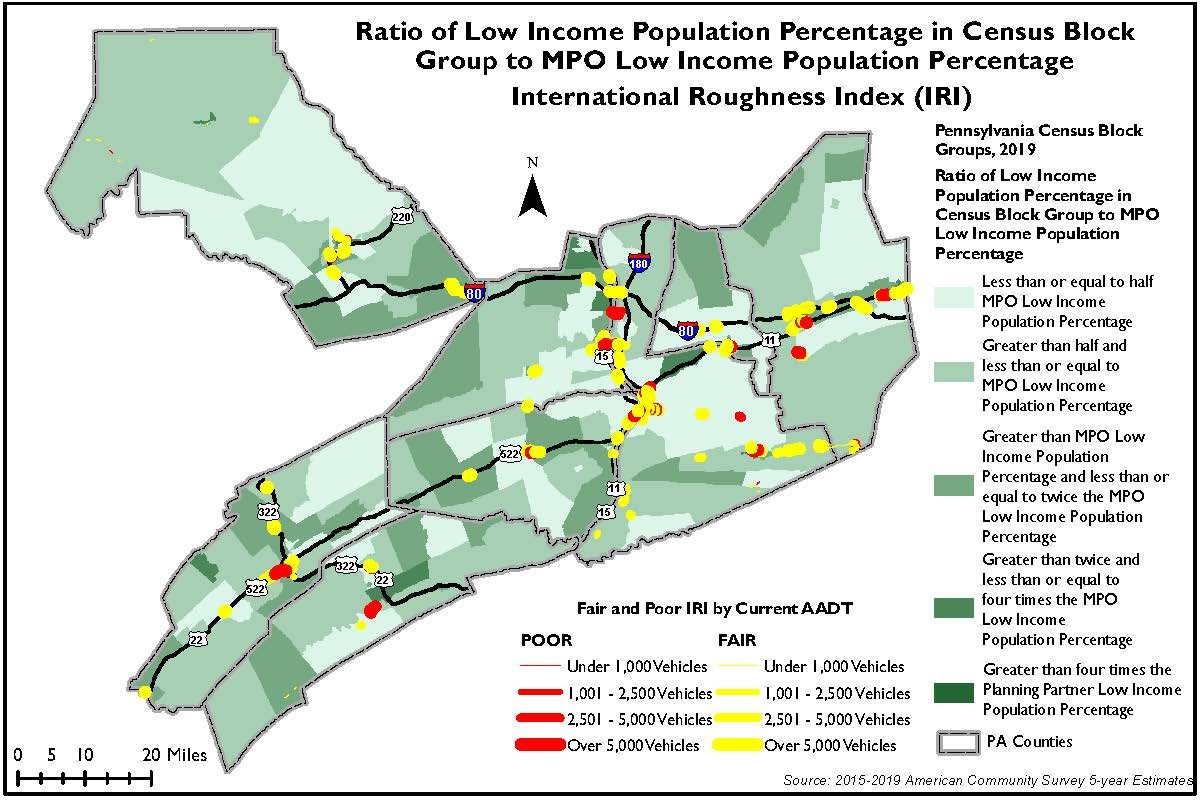 Ratio of Low Income Population Percentage in Census Block
Group to MPO Low Income Population Percentage
International Roughness Index (IRI)
N
Pennsylvania Census Block
Groups, 2019
Ratio of Low Income
Population Percentage in
Census Block Group to MPO
Low Income Population
Percentage
Less than or equal to half
MPO Low Income
Population Percentage
Greater than half and
less than or equal to
MPO Low Income
Population Percentage
Greater than MPO Low
Income Population
Percentage and less than or
equal to twice the MPO
Low Income Population
Percentage
Greater than twice and
less than or equal to
four times the MPO
Low Income
Population Percentage
Greater than four times the
Planning Partner Low Income
Population Percentage
PA Counties
220
180
80
80
11
15
522
11
15
322
322
22
522
22
Fair and Poor IRI by Current AADT
POOR FAIR
Under 1,000 Vehicles Under 1,000 Vehicles
1,001 - 2,500 Vehicles 1,001 - 2,500 Vehicles
2,501 - 5,000 Vehicles 2,501 - 5,000 Vehicles
Over 5,000 Vehicles Over 5,000 Vehicles
0 5 10 20 Miles
Source: 2015-2019 American Community Survey 5-year Estimates